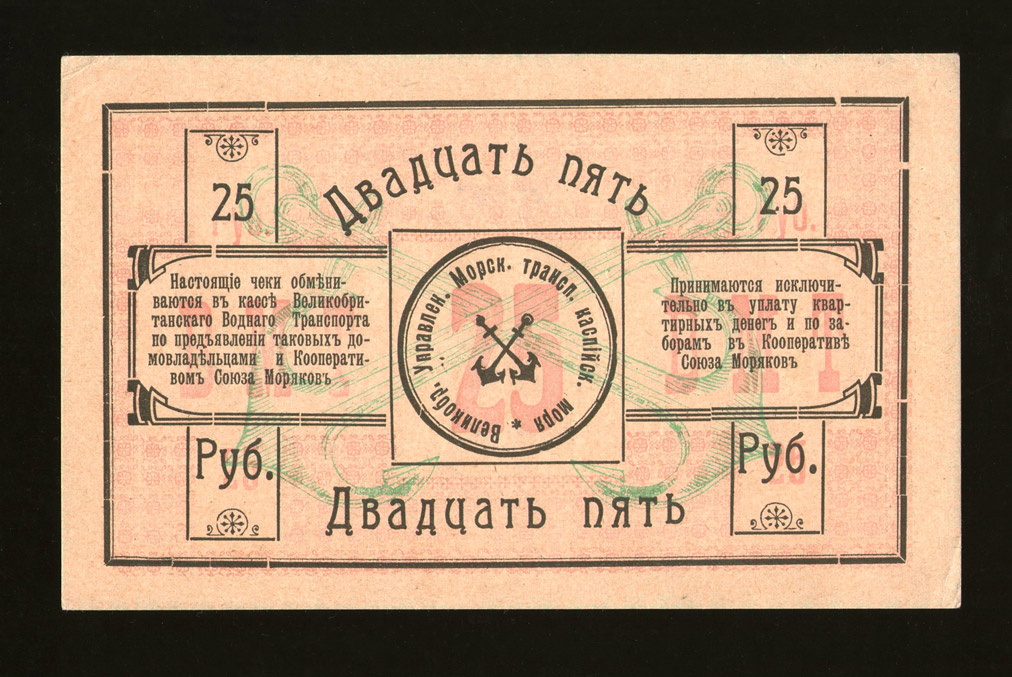 Двадцать пять
25
25
Настоящіе чеки обмѣни-
ваются въ кассѣ Великобри-
танскаго Воднаго Транспорта
по предъявленіи таковыхъ до-
мовладѣльцами и Кооперати-
вомъ Союза Моряковъ
Великобр. Управлен. Морск. трансп. каспійск. моря *
25
Принимаются исключи-
тельно въ уплату квар-
тирныхъ денегъ и по за-
борамъ въ Кооперативѣ
Союза Моряковъ
Руб.
Руб.
Двадцать пять